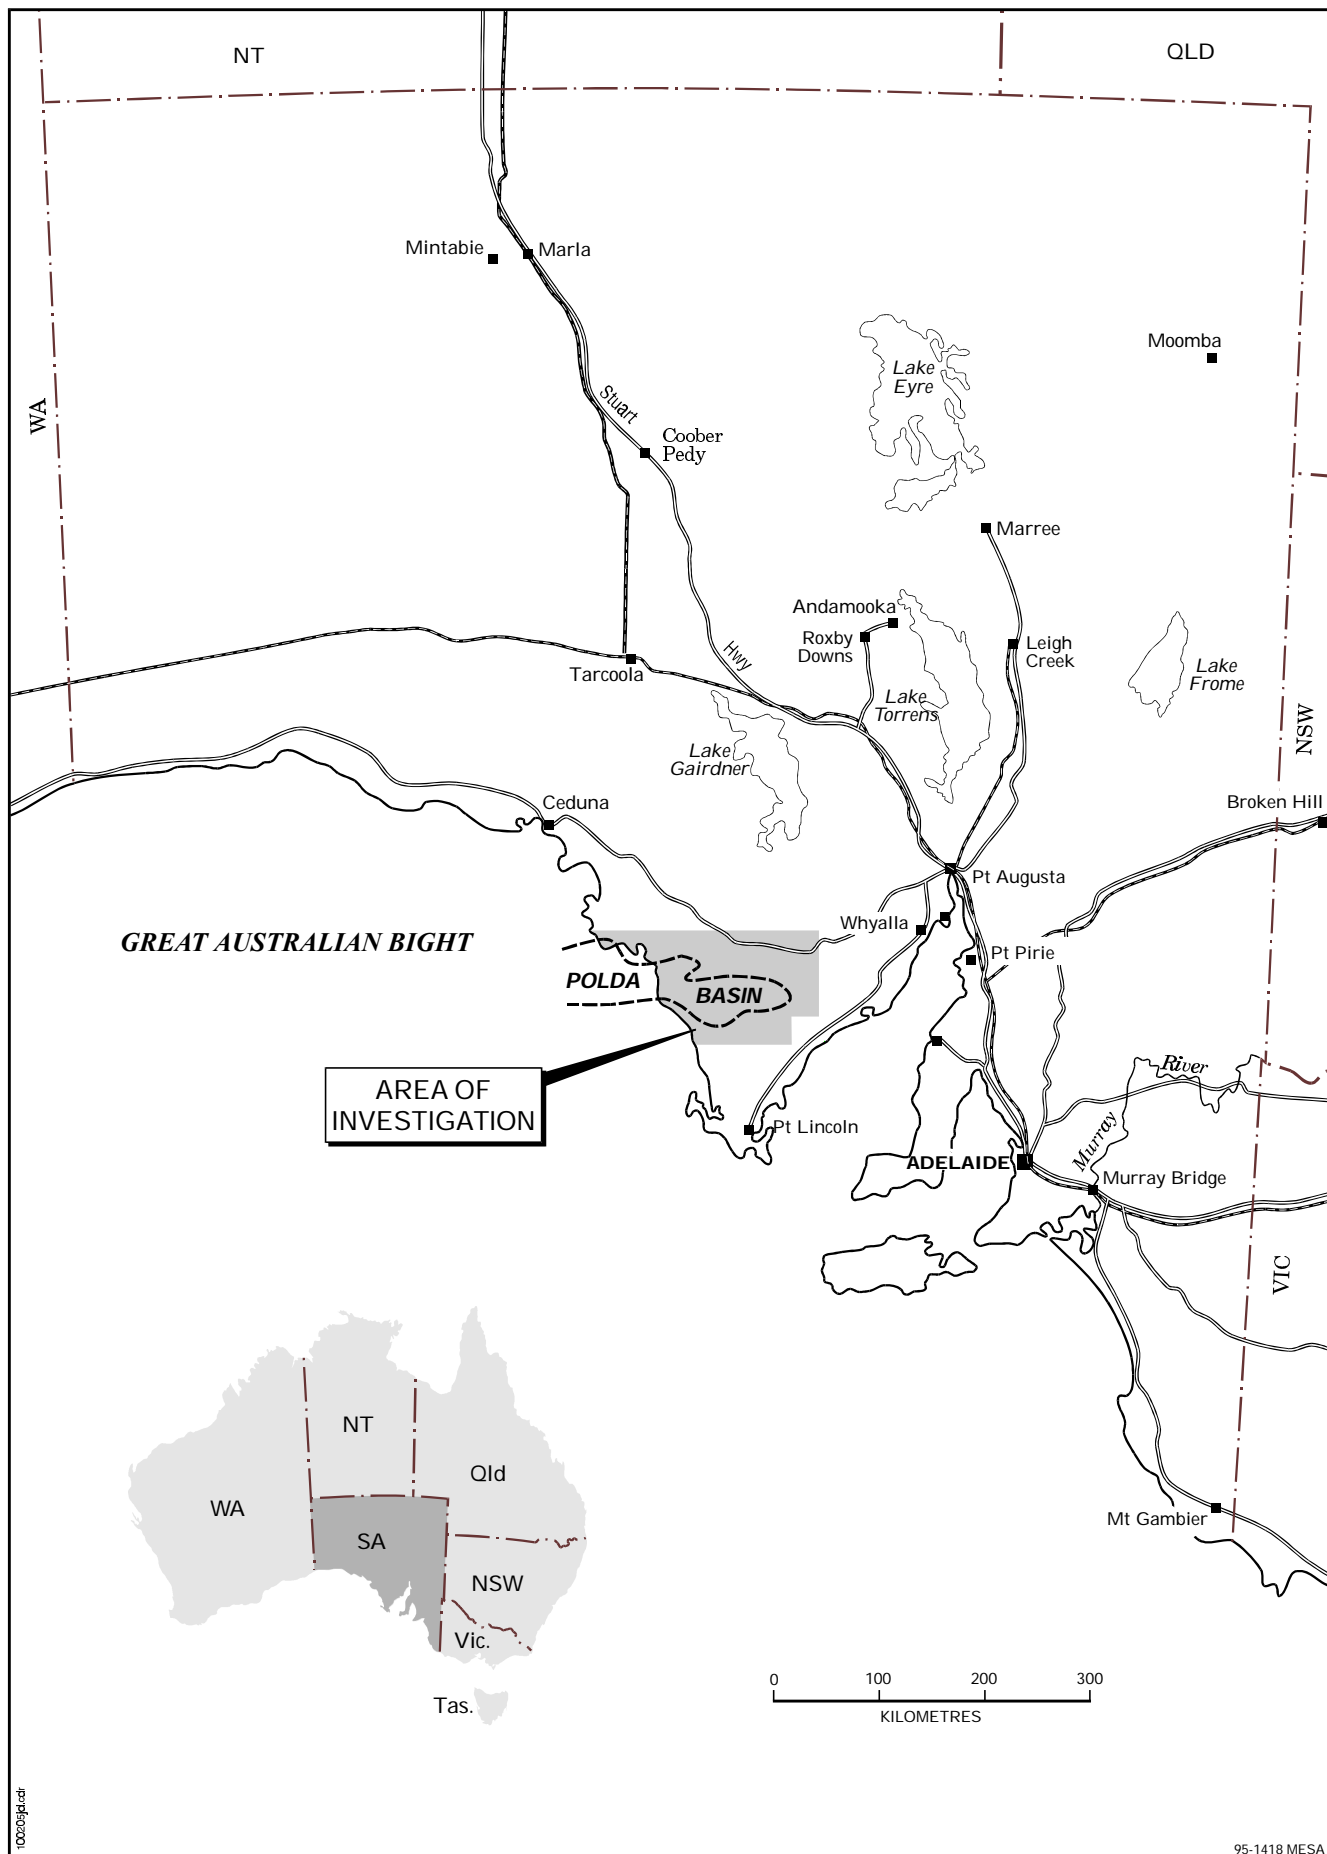 NT
QLD
Mintabie
Marla
Moomba
Lake
Eyre
WA
Stuart
Coober
Pedy
Marree
Andamooka
Roxby
Downs
Leigh
Creek
Hwy
Tarcoola
Lake
Frome
Lake
Torrens
NSW
Lake
Gairdner
Ceduna
Broken Hill
Pt Augusta
Whyalla
GREAT AUSTRALIAN BIGHT
Pt Pirie
POLDA
BASIN
AREA OF
INVESTIGATION
River
Pt Lincoln
Murray
ADELAIDE
Murray Bridge
VIC
NT
Qld
WA
SA
Mt Gambier
NSW
Vic.
Tas.
0 100 200 300
KILOMETRES
100205jd.cdr
95-1418 MESA